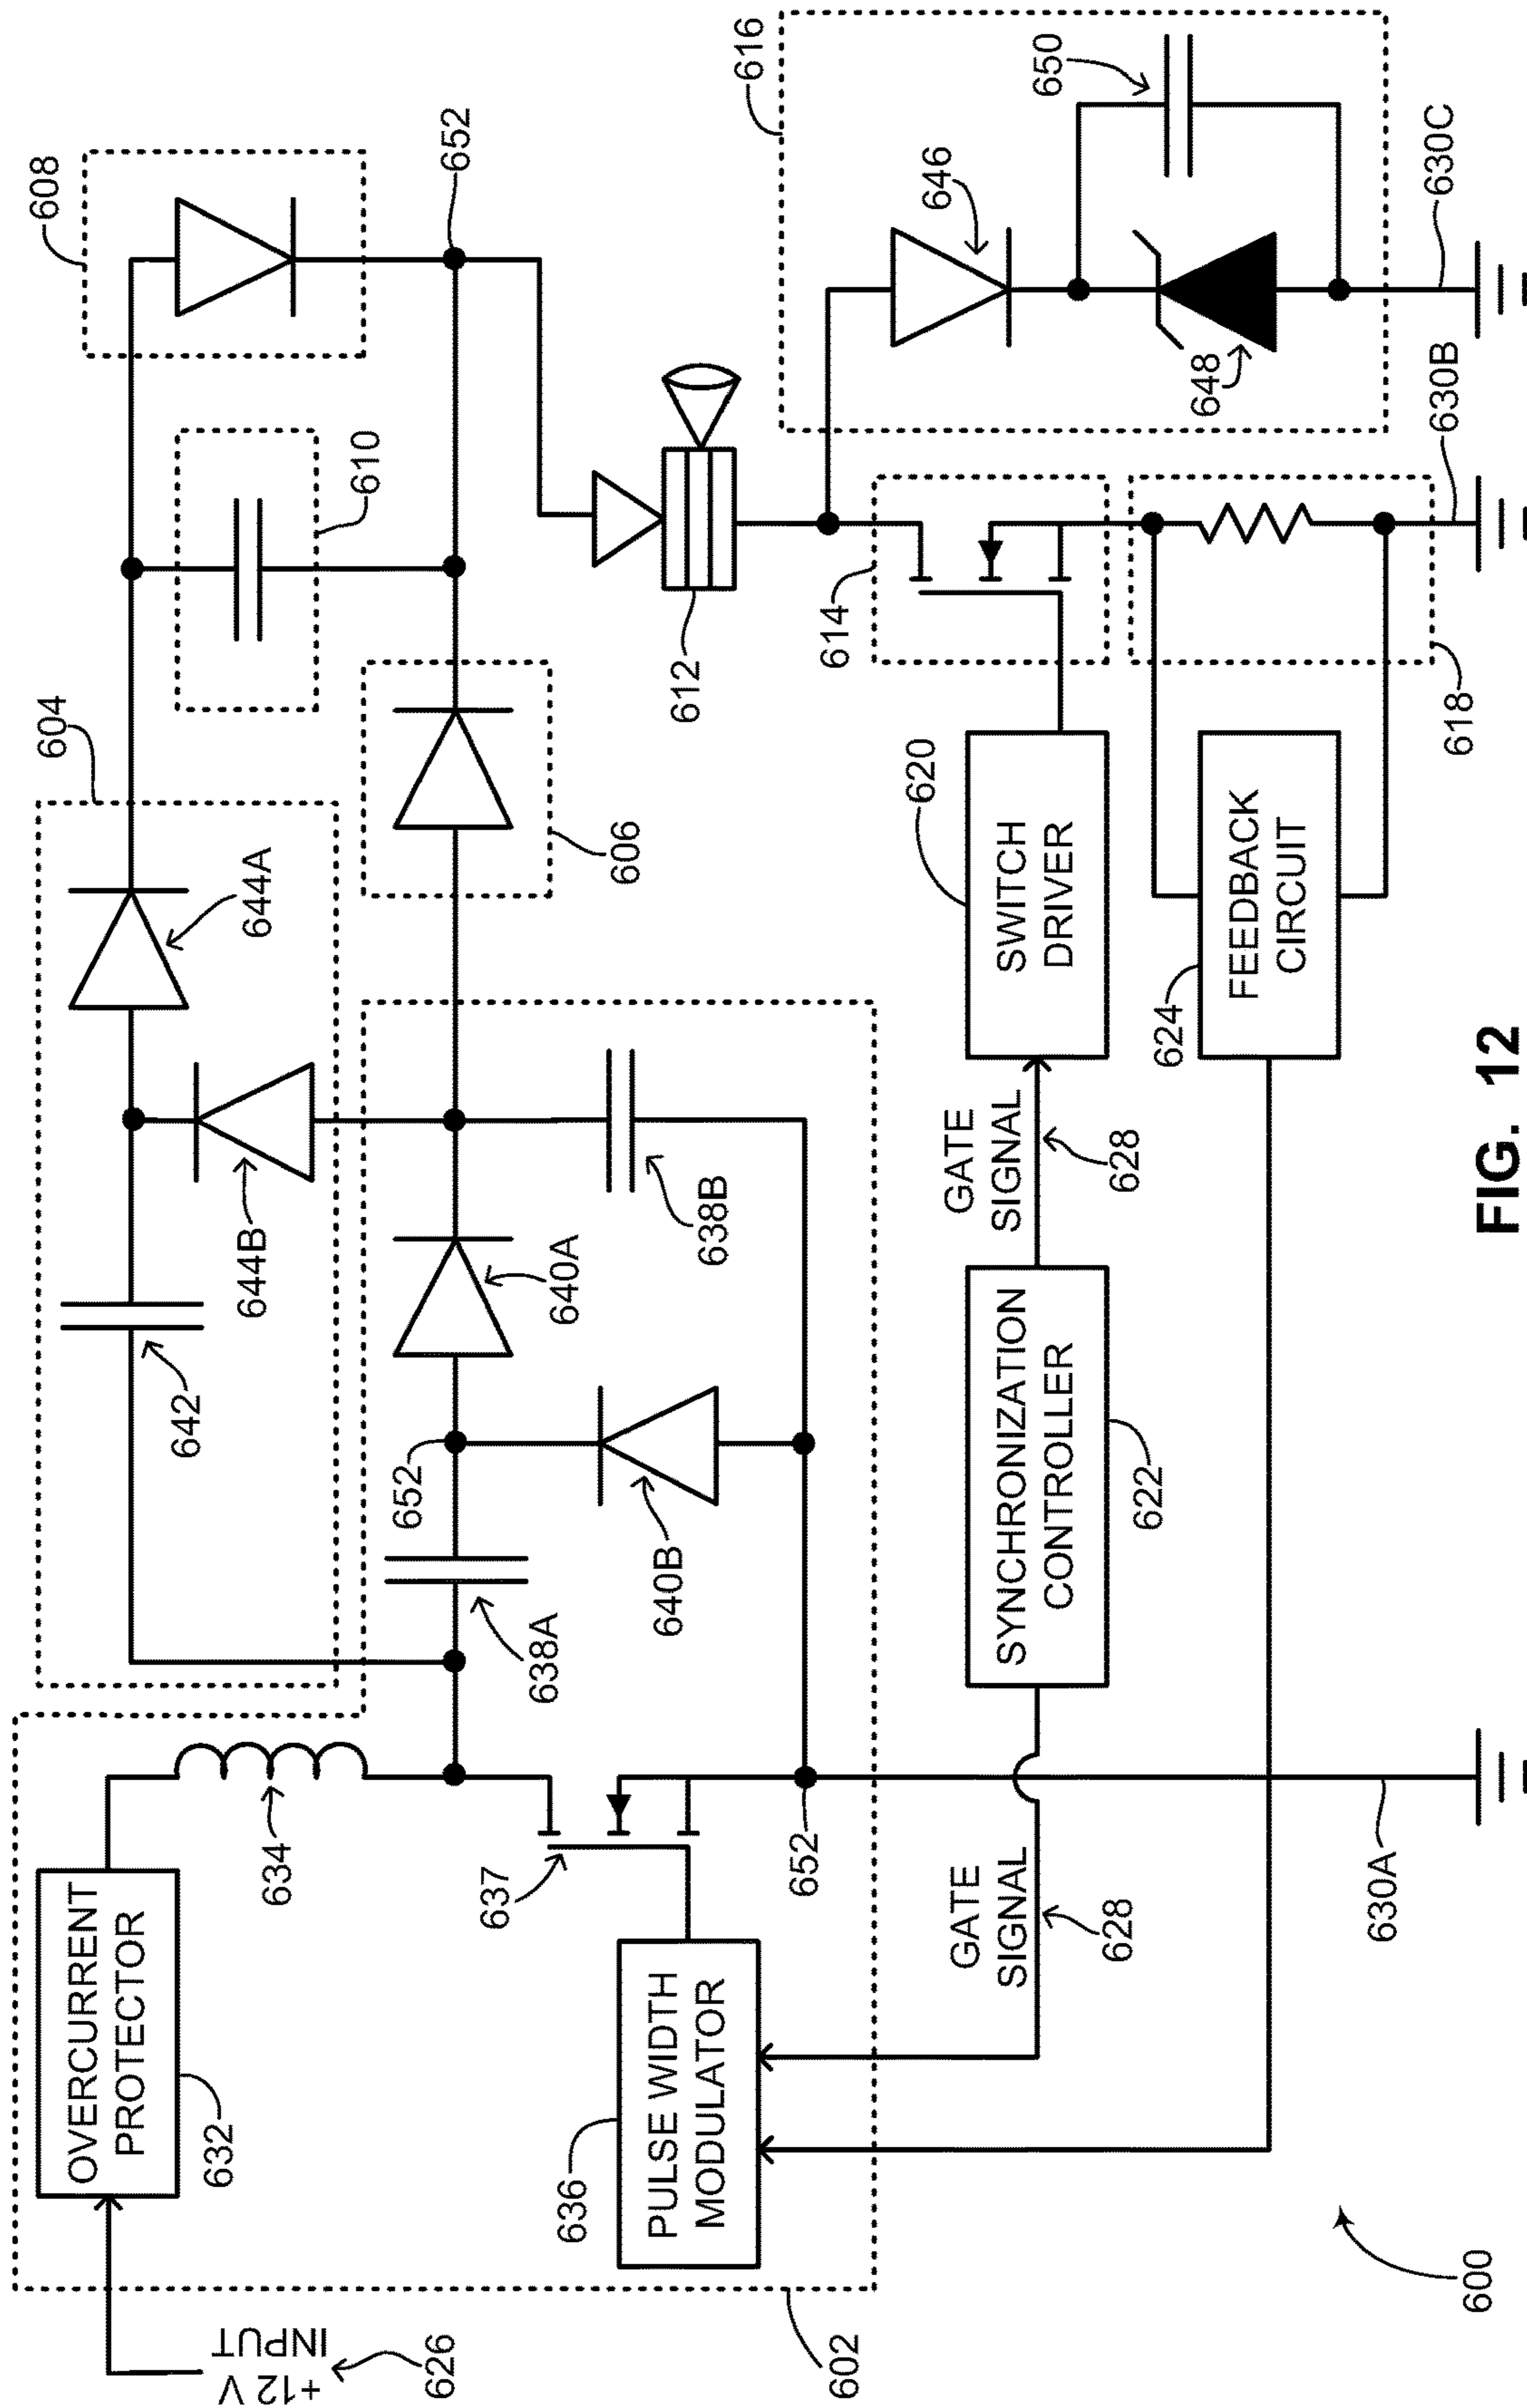 +12 V
INPUT
626
OVERCURRENT
PROTECTOR
632
634
604
642
644B
644A
608
610
652
606
638A
652
640A
640B
638B
637
652
PULSE WIDTH
MODULATOR
636
602
612
616
646
648
650
630C
614
618
630B
SWITCH
DRIVER
620
GATE
SIGNAL
628
SYNCHRONIZATION
CONTROLLER
622
GATE
SIGNAL
628
FEEDBACK
CIRCUIT
624
630A
600
FIG. 12